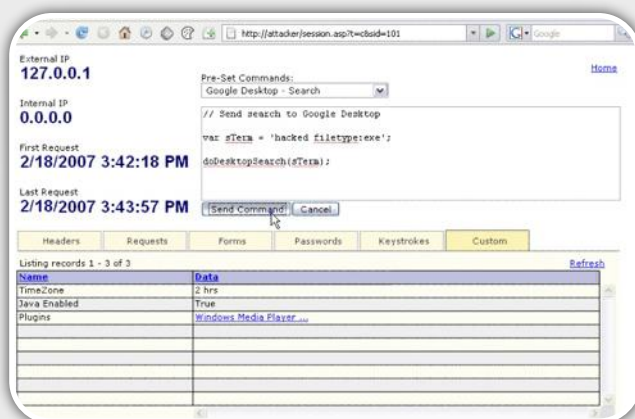 http://attacker/session.asp?t=c&sid=101
Google
External IP
127.0.0.1
Home
Pre-Set Commands:
Google Desktop - Search
Internal IP
0.0.0.0
// Send search to Google Desktop
var sTerm = 'hacked filetype:exe';
doDesktopSearch(sTerm);
First Request
2/18/2007 3:42:18 PM
Last Request
2/18/2007 3:43:57 PM
Send Command
Cancel
Headers Requests Forms Passwords Keystrokes Custom
Listing records 1 - 3 of 3
Refresh
Name Data
TimeZone 2 hrs
Java Enabled True
Plugins Windows Media Player ...